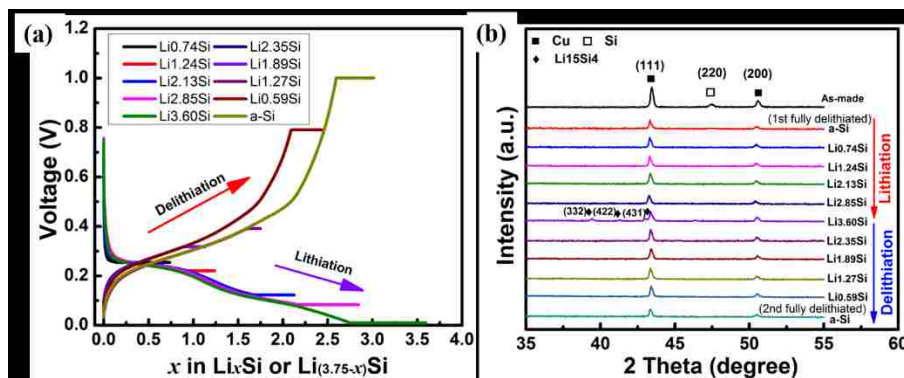 (a)
Li0.74Si
Li1.24Si
Li2.13Si
Li2.85Si
Li3.60Si
Li2.35Si
Li1.89Si
Li1.27Si
Li0.59Si
a-Si
Delithiation
Lithiation
Voltage (V)
1.2
1.0
0.8
0.6
0.4
0.2
0.0
0.0 0.5 1.0 1.5 2.0 2.5 3.0 3.5 4.0 4.5
x in LixSi or Li(3.75-x)Si
(b)
Cu Si
Li15Si4
(111)
(220)
(200)
As-made
(1st fully delithiated)
a-Si
Li0.74Si
Li1.24Si
Li2.13Si
Li2.85Si
(332) (422) (431)
Li3.60Si
Li2.35Si
Li1.89Si
Li1.27Si
Li0.59Si
(2nd fully delithiated)
a-Si
Lithiation
Delithiation
Intensity (a.u.)
35 40 45 50 55 60
2 Theta (degree)